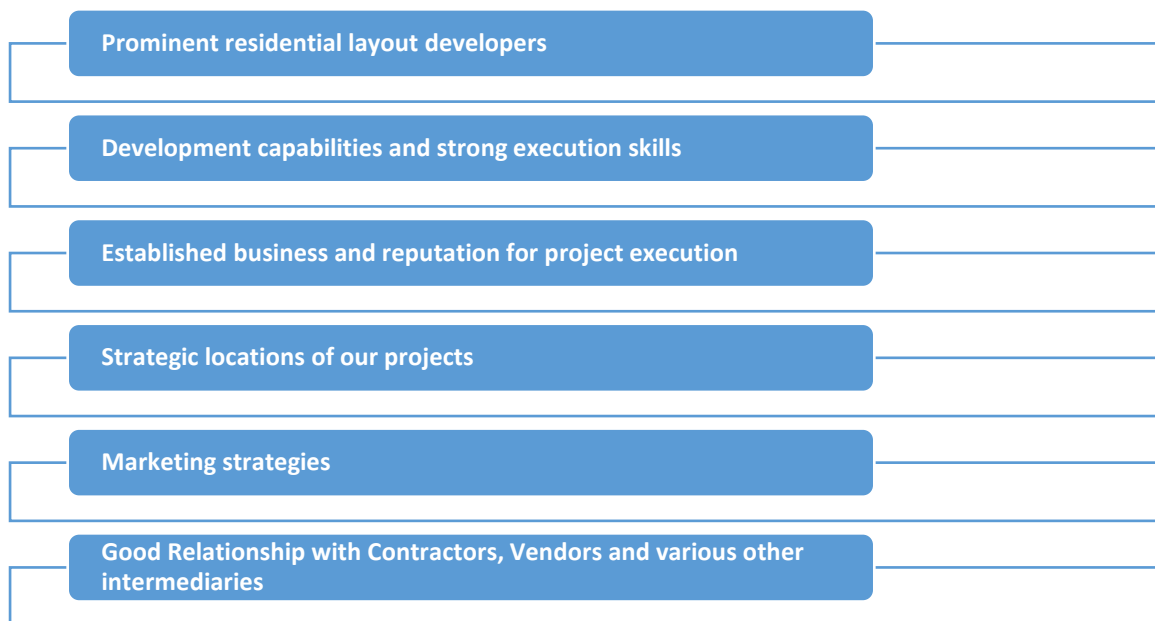 Prominent residential layout developers
Development capabilities and strong execution skills
Established business and reputation for project execution
Strategic locations of our projects
Marketing strategies
Good Relationship with Contractors, Vendors and various other
intermediaries